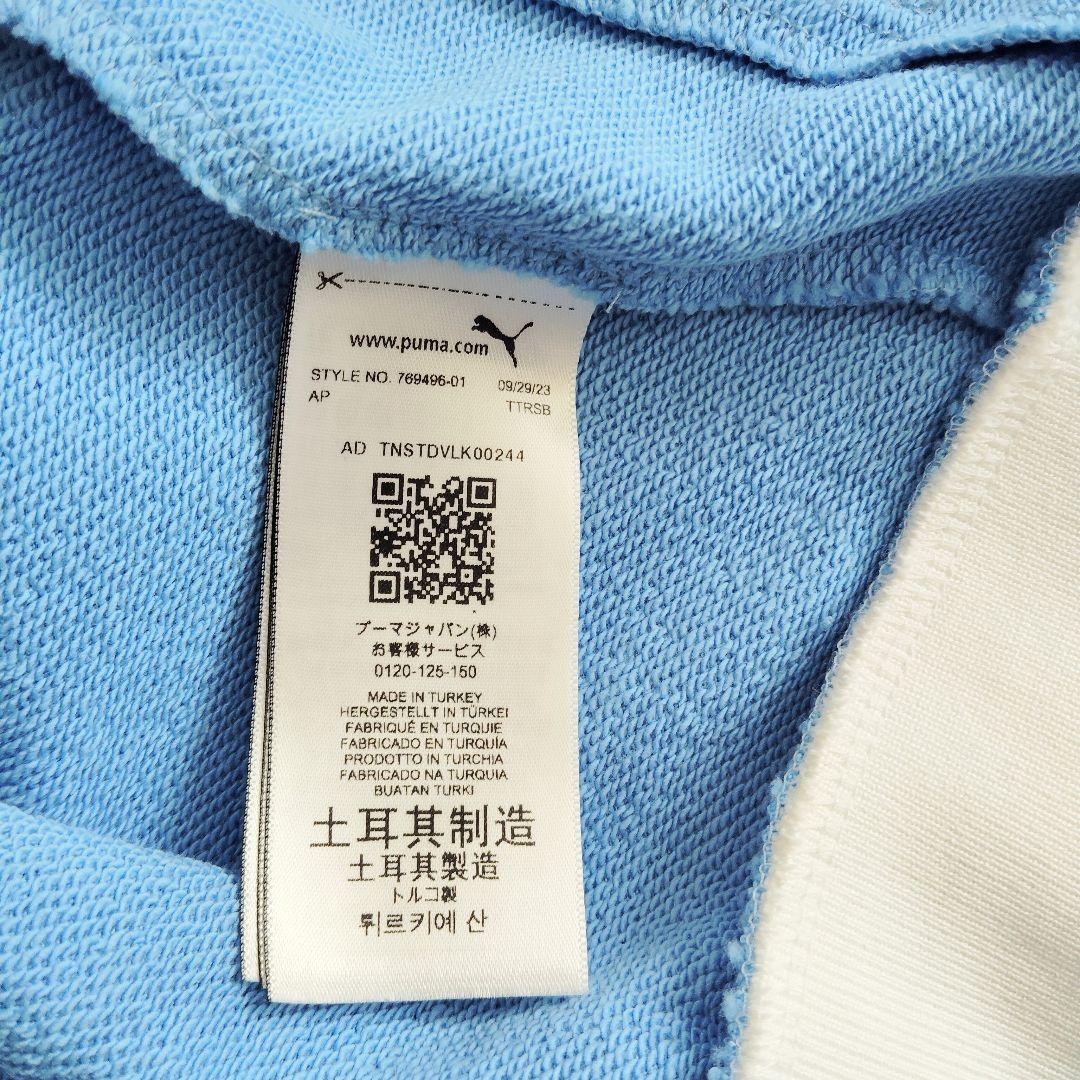 www.puma.com
STYLE NO. 769496-01 09/29/23
AP TTRSB
AD TNSTDVLK00244
プーマジャパン(株)
お客様サービス
0120-125-150
MADE IN TURKEY
HERGESTELLT IN TÜRKEI
FABRIQUÉ EN TURQUIE
FABRICADO EN TURQUÍA
PRODOTTO IN TURCHIA
FABRICADO NA TURQUIA
BUATAN TURKI
土耳其制造
土耳其製造
トルコ製
튀르키예 산